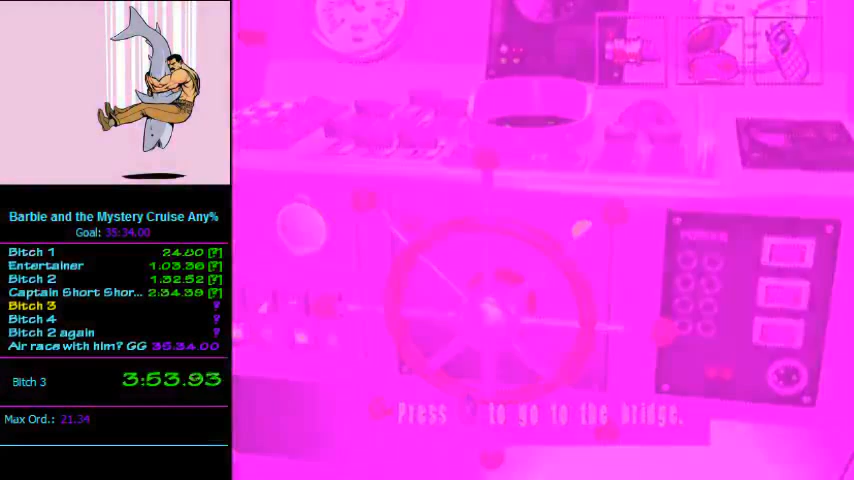 Barbie and the Mystery Cruise Any%
Goal: 35:34.00
Bitch 1 24.80 [?]
Entertainer 1:03.36 [?]
Bitch 2 1:32.52 [?]
Captain Short Shor... 2:34.39 [?]
Bitch 3 ?
Bitch 4 ?
Bitch 2 again ?
Air race with him? GG 35:34.00
Bitch 3 3:53.93
Max Ord.: 21.34
Press to go to the bridge.